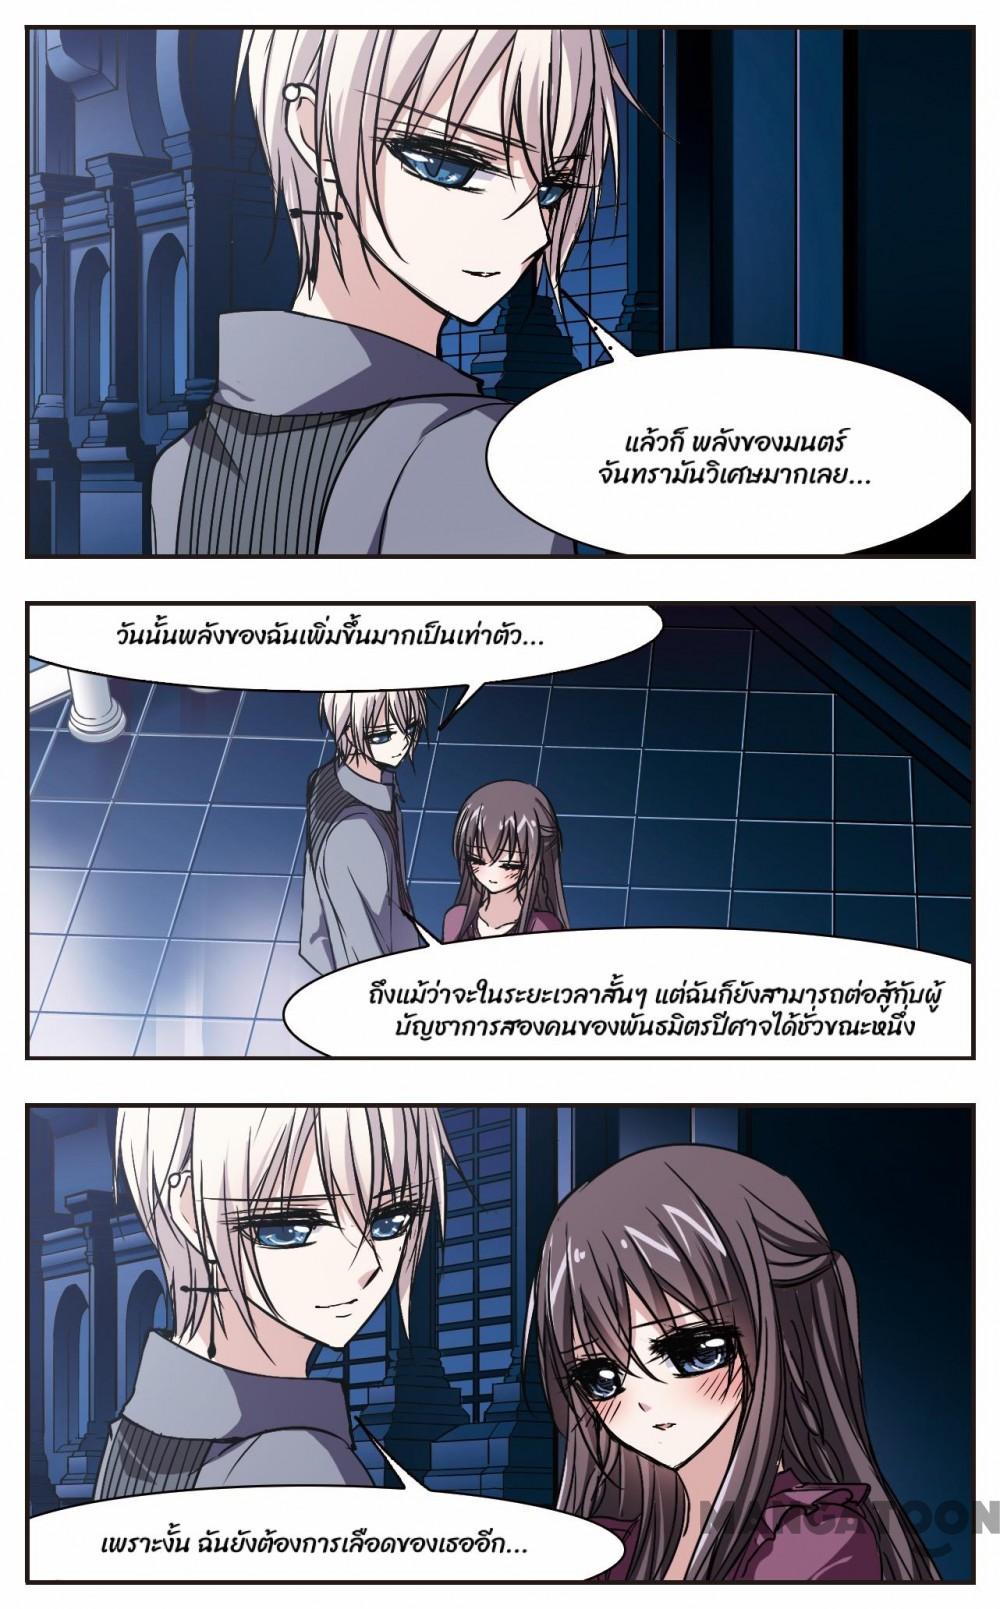 แล้วก็ พลังของมนตร์
จันทรามันวิเศษมากเลย...
วันนั้นพลังของฉันเพิ่มขึ้นมากเป็นเท่าตัว...
ถึงแม้ว่าจะในระยะเวลาสั้นๆ แต่ฉันก็ยังสามารถต่อสู้กับผู้
บัญชาการสองคนของพันธมิตรปีศาจได้ชั่วขณะหนึ่ง
เพราะงั้น ฉันยังต้องการเลือดของเธออีก...
MANGATOON